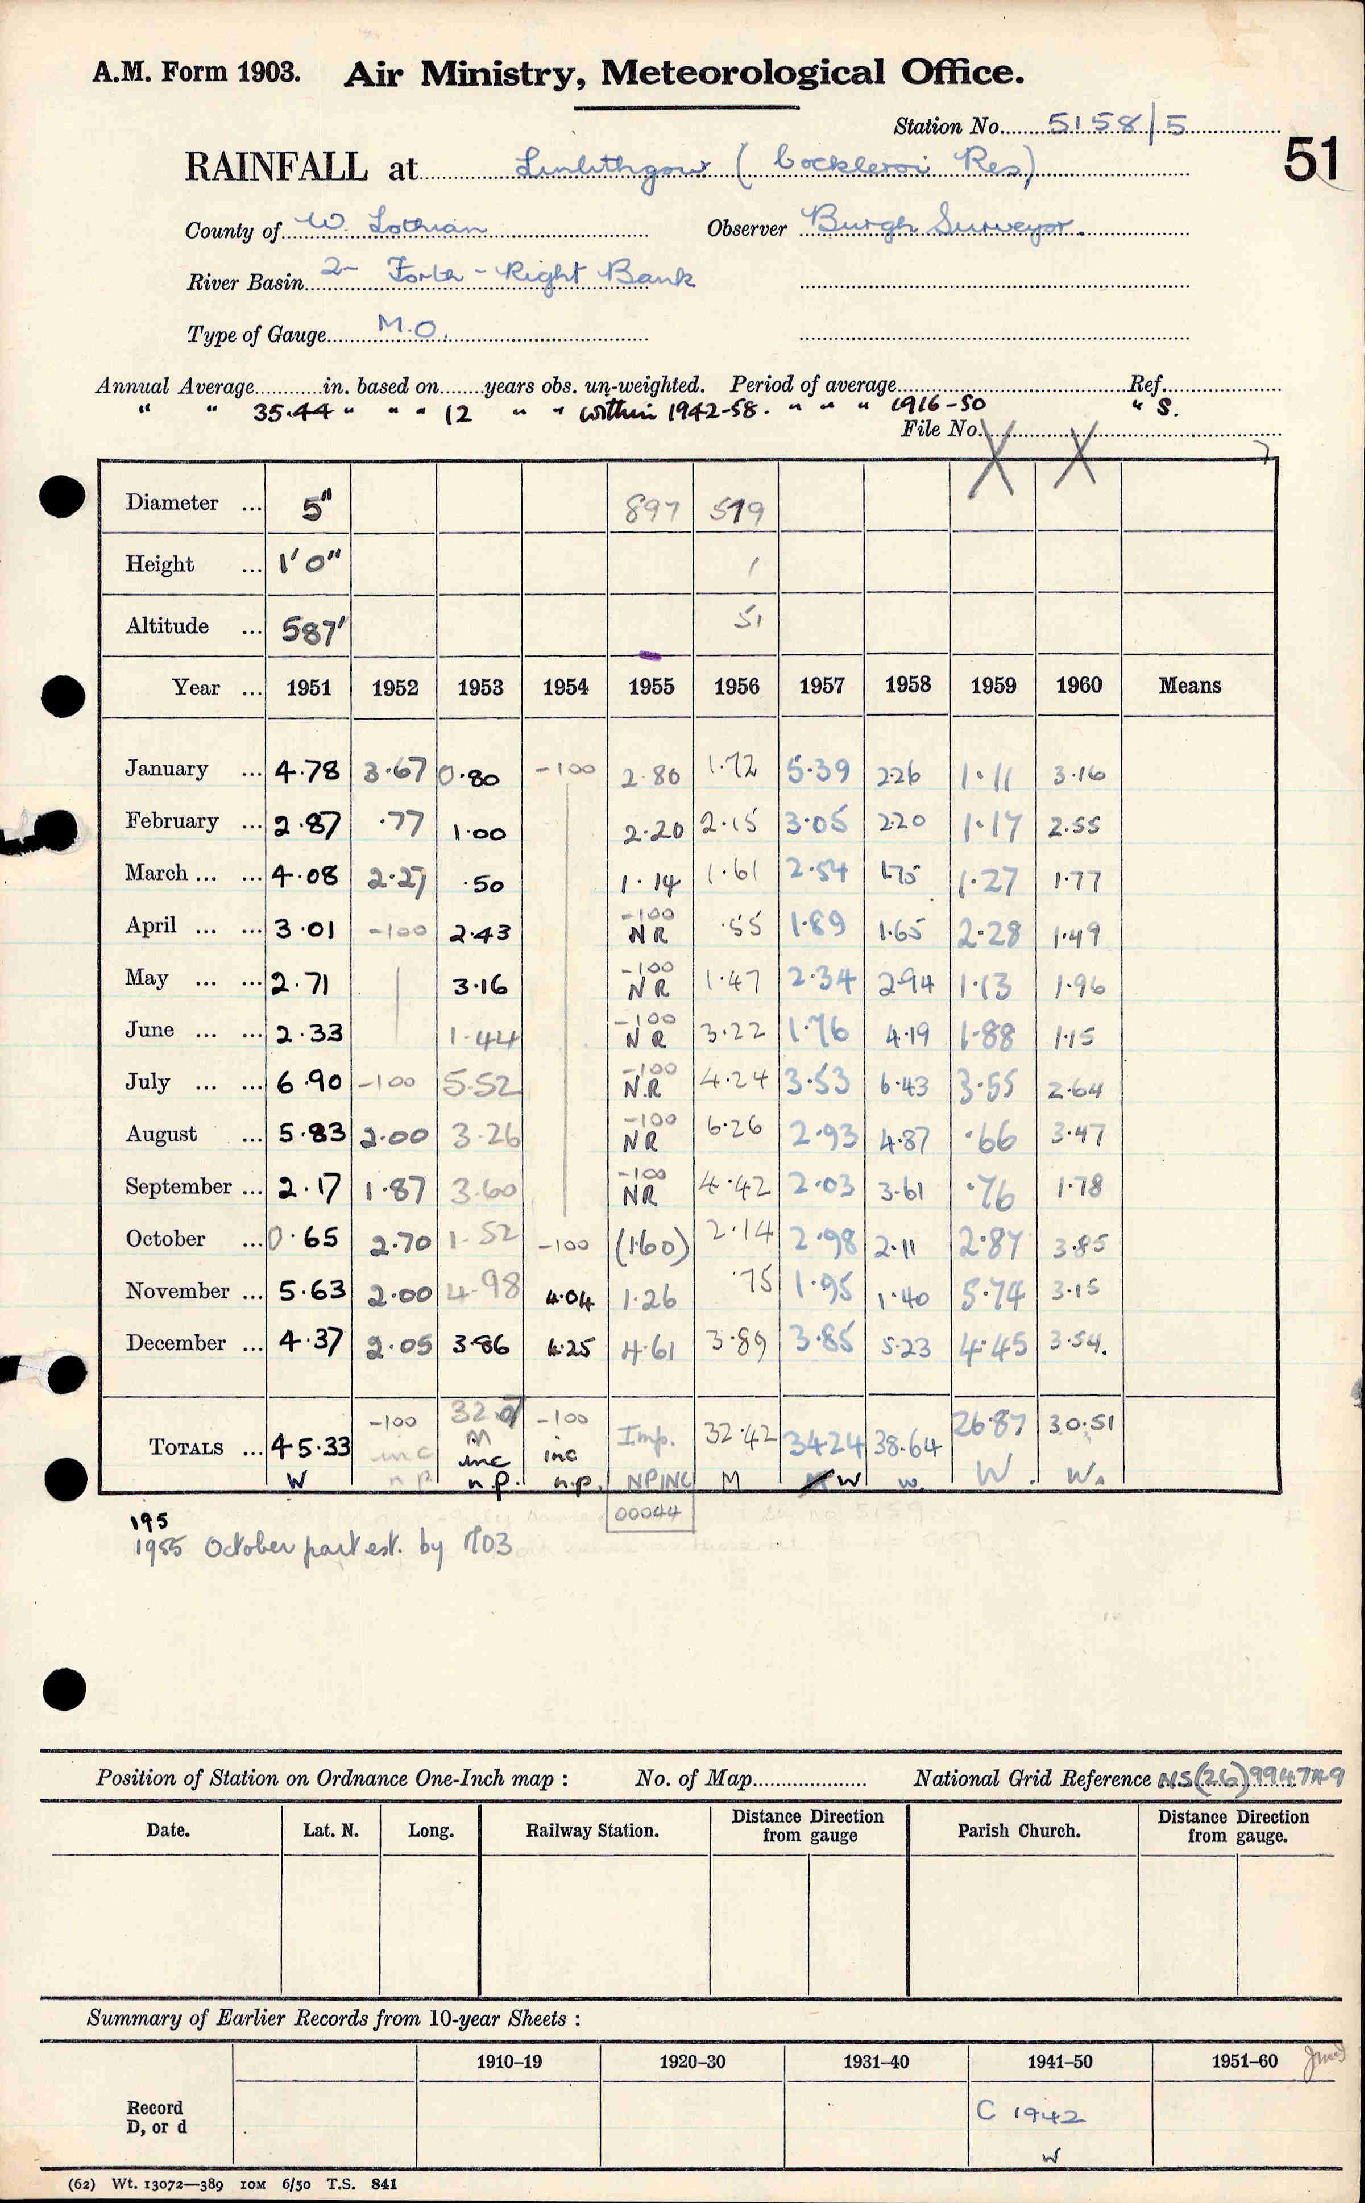 A.M. Form 1903. Air Ministry, Meteorological Office.
Station No. 5158/5
51
RAINFALL at Linlithgow (Cockleroi Res)
County of W. Lothian Observer Burgh Surveyor.
River Basin 2- Forth - Right Bank
Type of Gauge M.O.
Annual Average in. based on years obs. un-weighted. Period of average Ref.
" " 35.44 " " " 12 " " within 1942-58. " " " 1916-50 " S.
File No.
X X
Diameter ... 5" 897 519
Height ... 1' 0" 1
Altitude ... 587' 51
Year ... 1951 1952 1953 1954 1955 1956 1957 1958 1959 1960 Means
January ... 4.78 3.67 0.80 -100 2.80 1.72 5.39 2.26 1.11 3.16
February ... 2.87 .77 1.00 2.20 2.15 3.05 2.20 1.17 2.55
March ... ... 4.08 2.27 .50 1.14 1.61 2.54 1.75 1.27 1.77
April ... ... 3.01 -100 2.43 -100 NR .55 1.89 1.65 2.28 1.49
May ... ... 2.71 3.16 -100 NR 1.47 2.34 2.94 1.13 1.96
June ... ... 2.33 1.44 -100 NR 3.22 1.76 4.19 1.88 1.15
July ... ... 6.90 -100 5.52 -100 N.R 4.24 3.53 6.43 3.55 2.64
August ... 5.83 2.00 3.26 -100 NR 6.26 2.93 4.87 .66 3.47
September ... 2.17 1.87 3.60 -100 NR 4.42 2.03 3.61 .76 1.78
October ... 0.65 2.70 1.52 -100 (1.60) 2.14 2.98 2.11 2.87 3.85
November ... 5.63 2.00 4.98 4.04 1.26 .75 1.95 1.40 5.74 3.15
December ... 4.37 2.05 3.86 4.25 4.61 3.89 3.85 5.23 4.45 3.54.
TOTALS ... 45.33 -100 inc 32.07 M inc -100 inc Imp. 32.42 34.24 38.64 26.87 30.51
W n.p. n.p. n.p. NPINC M W w. W. W.
00044
195
1955 October part est. by M03
Position of Station on Ordnance One-Inch map : No. of Map National Grid Reference NS(26)994749
Date. Lat. N. Long. Railway Station. Distance Direction from gauge Parish Church. Distance Direction from gauge.
Summary of Earlier Records from 10-year Sheets :
1910-19 1920-30 1931-40 1941-50 1951-60
Record
D, or d
C 1942
W
(62) Wt. 13072—389 10M 6/50 T.S. 841